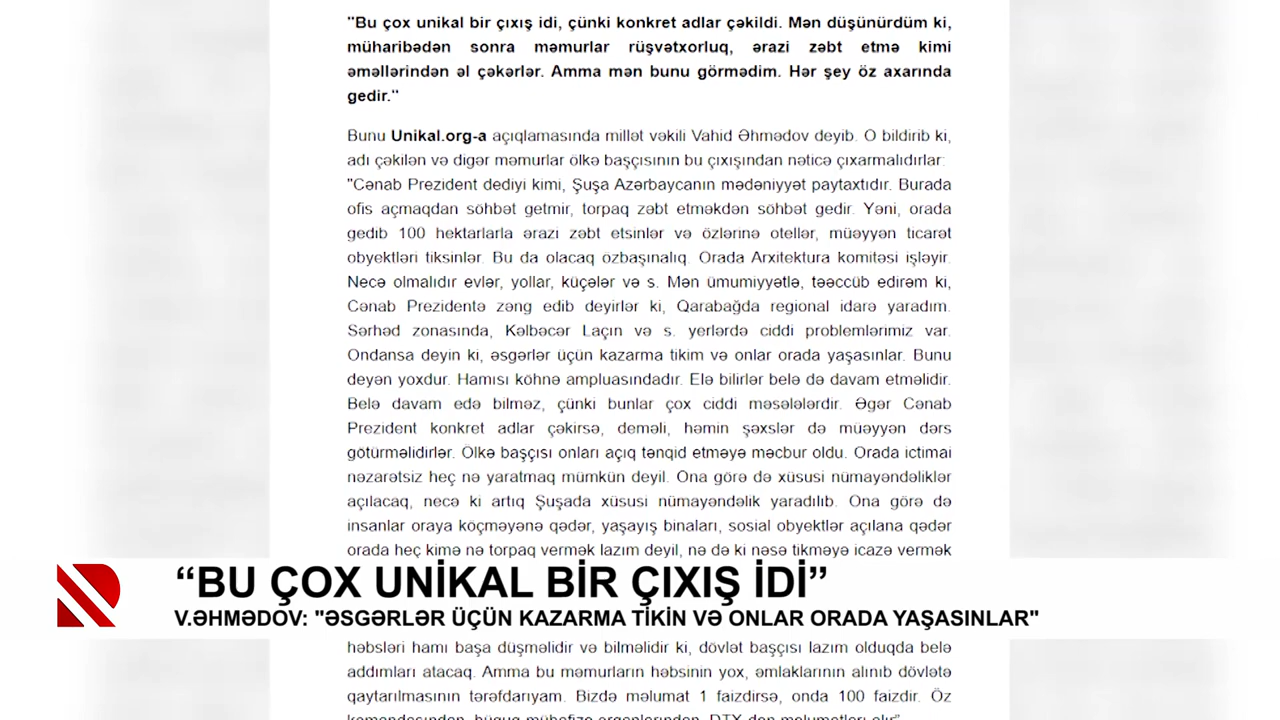 "Bu çox unikal bir çıxış idi, çünki konkret adlar çəkildi. Mən düşünürdüm ki,
müharibədən sonra məmurlar rüşvətxorluq, ərazi zəbt etmə kimi
əməllərindən əl çəkərlər. Amma mən bunu görmədim. Hər şey öz axarında
gedir."
Bunu Unikal.org-a açıqlamasında millət vəkili Vahid Əhmədov deyib. O bildirib ki,
adı çəkilən və digər məmurlar ölkə başçısının bu çıxışından nəticə çıxarmalıdırlar:
"Cənab Prezident dediyi kimi, Şuşa Azərbaycanın mədəniyyət paytaxtıdır. Burada
ofis açmaqdan söhbət getmir, torpaq zəbt etməkdən söhbət gedir. Yəni, orada
gedib 100 hektarlarla ərazi zəbt etsinlər və özlərinə otellər, müəyyən ticarət
obyektləri tiksinlər. Bu da olacaq özbaşınalıq. Orada Arxitektura komitəsi işləyir.
Necə olmalıdır evlər, yollar, küçələr və s. Mən ümumiyyətlə, təəccüb edirəm ki,
Cənab Prezidentə zəng edib deyirlər ki, Qarabağda regional idarə yaradım.
Sərhəd zonasında, Kəlbəcər Laçın və s. yerlərdə ciddi problemlərimiz var.
Ondansa deyin ki, əsgərlər üçün kazarma tikim və onlar orada yaşasınlar. Bunu
deyən yoxdur. Hamısı köhnə ampluasındadır. Elə bilirlər belə də davam etməlidir.
Belə davam edə bilməz, çünki bunlar çox ciddi məsələlərdir. Əgər Cənab
Prezident konkret adlar çəkirsə, deməli, həmin şəxslər də müəyyən dərs
götürməlidirlər. Ölkə başçısı onları açıq tənqid etməyə məcbur oldu. Orada ictimai
nəzarətsiz heç nə yaratmaq mümkün deyil. Ona görə də xüsusi nümayəndəliklər
açılacaq, necə ki artıq Şuşada xüsusi nümayəndəlik yaradılıb. Ona görə də
insanlar oraya köçməyənə qədər, yaşayış binaları, sosial obyektlər açılana qədər
orada heç kimə nə torpaq vermək lazım deyil, nə də ki nəsə tikməyə icazə vermək
“BU ÇOX UNİKAL BİR ÇIXIŞ İDİ”
V.ƏHMƏDOV: "ƏSGƏRLƏR ÜÇÜN KAZARMA TİKİN VƏ ONLAR ORADA YAŞASINLAR"
həbsləri hamı başa düşməlidir və bilməlidir ki, dövlət başçısı lazım olduqda belə
addımları atacaq. Amma bu məmurların həbsinin yox, əmlaklarının alınıb dövlətə
qaytarılmasının tərəfdarıyam. Bizdə məlumat 1 faizdirsə, onda 100 faizdir. Öz
komandasından, hüquq mühafizə orqanlarından, DTX-dən məlumatları alır"